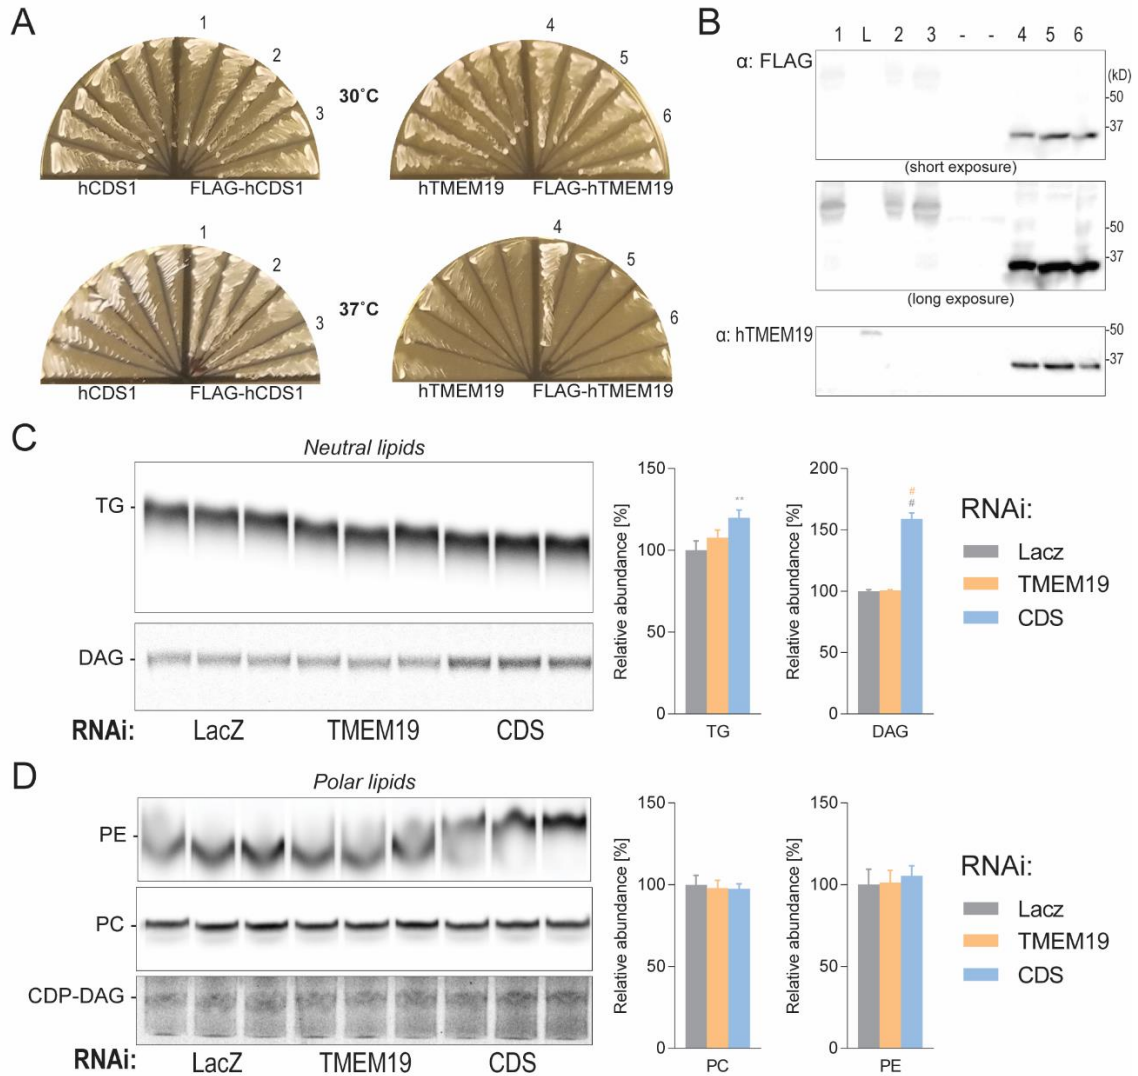 A
1
2
3
30°C
4
5
6
hCDS1
FLAG-hCDS1
hTMEM19
FLAG-hTMEM19
1
2
3
37°C
4
5
6
hCDS1
FLAG-hCDS1
hTMEM19
FLAG-hTMEM19
B
1 L 2 3 - - 4 5 6
α: FLAG
(kD)
-50
-37
(short exposure)
-50
-37
(long exposure)
α: hTMEM19
-50
-37
C
Neutral lipids
TG -
DAG -
RNAi: LacZ TMEM19 CDS
Relative abundance [%]
150
100
50
0
**
TG
Relative abundance [%]
200
150
100
50
0
#
#
DAG
RNAi:
Lacz
TMEM19
CDS
D
Polar lipids
PE -
PC -
CDP-DAG -
RNAi: LacZ TMEM19 CDS
Relative abundance [%]
150
100
50
0
PC
Relative abundance [%]
150
100
50
0
PE
RNAi:
Lacz
TMEM19
CDS